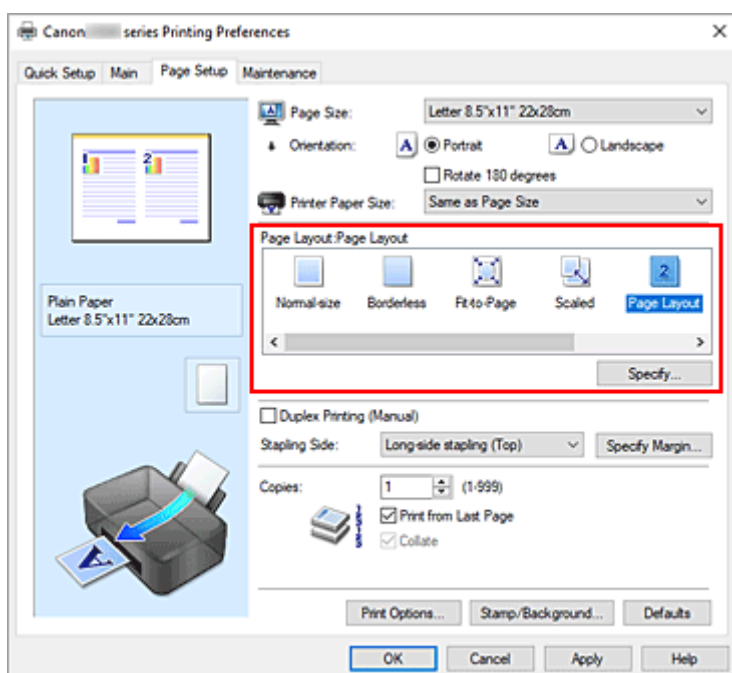 Canon series Printing Preferences
Quick Setup Main Page Setup Maintenance
1 2
Page Size: Letter 8.5"x11" 22x28cm
Orientation: A Portrait A Landscape
Rotate 180 degrees
Printer Paper Size: Same as Page Size
Page Layout:Page Layout
2
Normal-size Borderless Fit-to-Page Scaled Page Layout
Specify...
Plain Paper
Letter 8.5"x11" 22x28cm
Duplex Printing (Manual)
Stapling Side: Long-side stapling (Top) Specify Margin...
Copies: 1 (1-999)
Print from Last Page
Collate
A
Print Options... Stamp/Background... Defaults
OK Cancel Apply Help